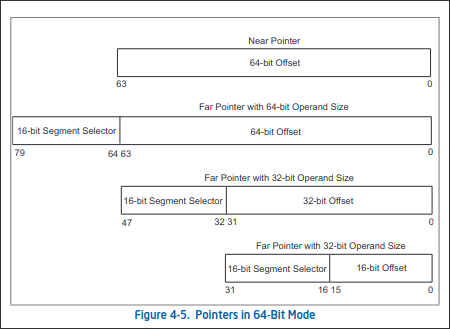 Near Pointer
64-bit Offset
63 0
Far Pointer with 64-bit Operand Size
16-bit Segment Selector 64-bit Offset
79 64 63 0
Far Pointer with 32-bit Operand Size
16-bit Segment Selector 32-bit Offset
47 32 31 0
Far Pointer with 32-bit Operand Size
16-bit Segment Selector 16-bit Offset
31 16 15 0
Figure 4-5. Pointers in 64-Bit Mode